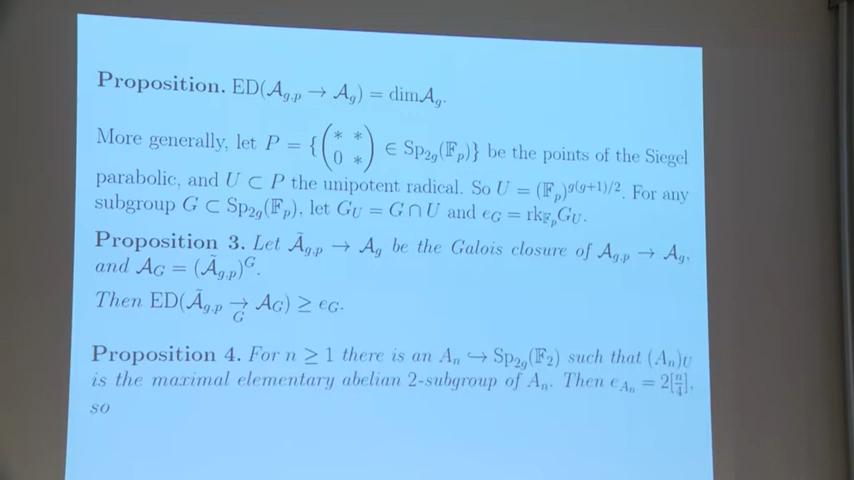 Proposition. ED(𝒜_{g,p} → 𝒜_g) = dim𝒜_g.
More generally, let P = {(* * / 0 *) ∈ Sp_{2g}(𝔽_p)} be the points of the Siegel
parabolic, and U ⊂ P the unipotent radical. So U = (𝔽_p)^{g(g+1)/2}. For any
subgroup G ⊂ Sp_{2g}(𝔽_p), let G_U = G ∩ U and e_G = rk_{𝔽_p}G_U.
Proposition 3. Let Ã_{g,p} → 𝒜_g be the Galois closure of 𝒜_{g,p} → 𝒜_g,
and 𝒜_G = (Ã_{g,p})^G.
Then ED(Ã_{g,p} →_G 𝒜_G) ≥ e_G.
Proposition 4. For n ≥ 1 there is an A_n ↪ Sp_{2g}(𝔽_2) such that (A_n)_U
is the maximal elementary abelian 2-subgroup of A_n. Then e_{A_n} = 2[n/4],
so